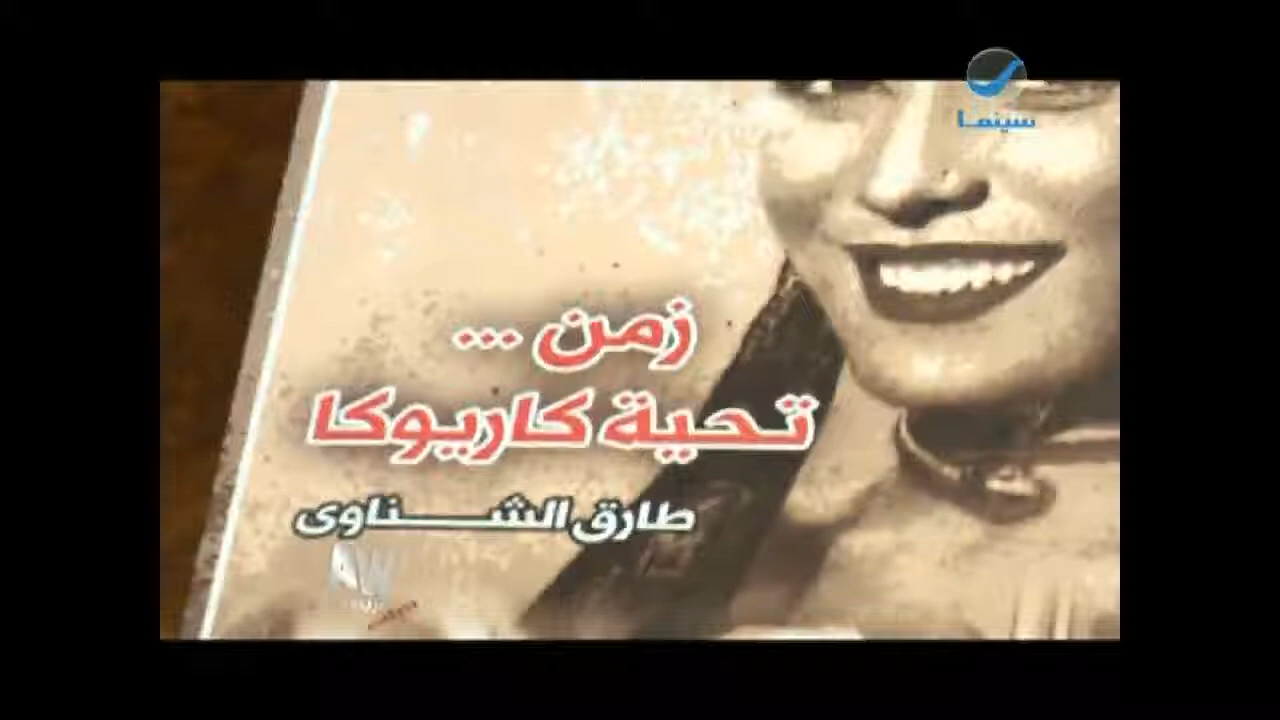 سينما
زمن ...
تحية كاريوكا
طارق الشناوى